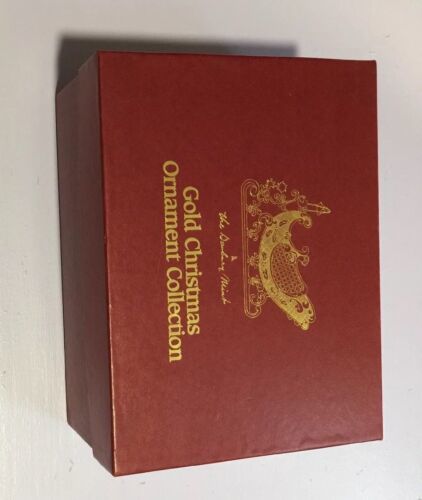 The Danbury Mint
Gold Christmas
Ornament Collection